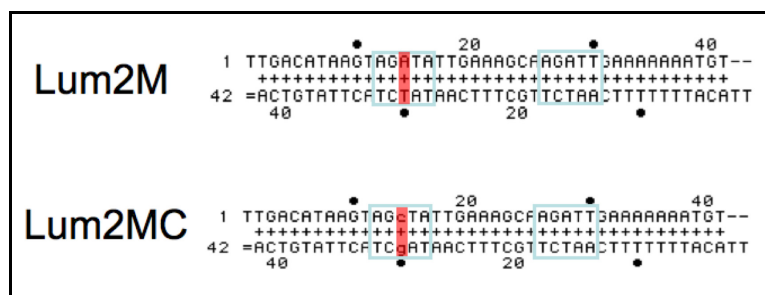 20 40
Lum2M
1 TTGACATAAGTAGATATTGAAAGCAAGATTGAAAAAAATGT--
++++++++++++++++++++++++++++++++++++++++
42 =ACTGTATTCATCTATAACTTTCGTTCTAACTTTTTTTACATT
40 20
20 40
Lum2MC
1 TTGACATAAGTAGcTATTGAAAGCAAGATTGAAAAAAATGT--
++++++++++++++++++++++++++++++++++++++++
42 =ACTGTATTCATCgATAACTTTCGTTCTAACTTTTTTTACATT
40 20